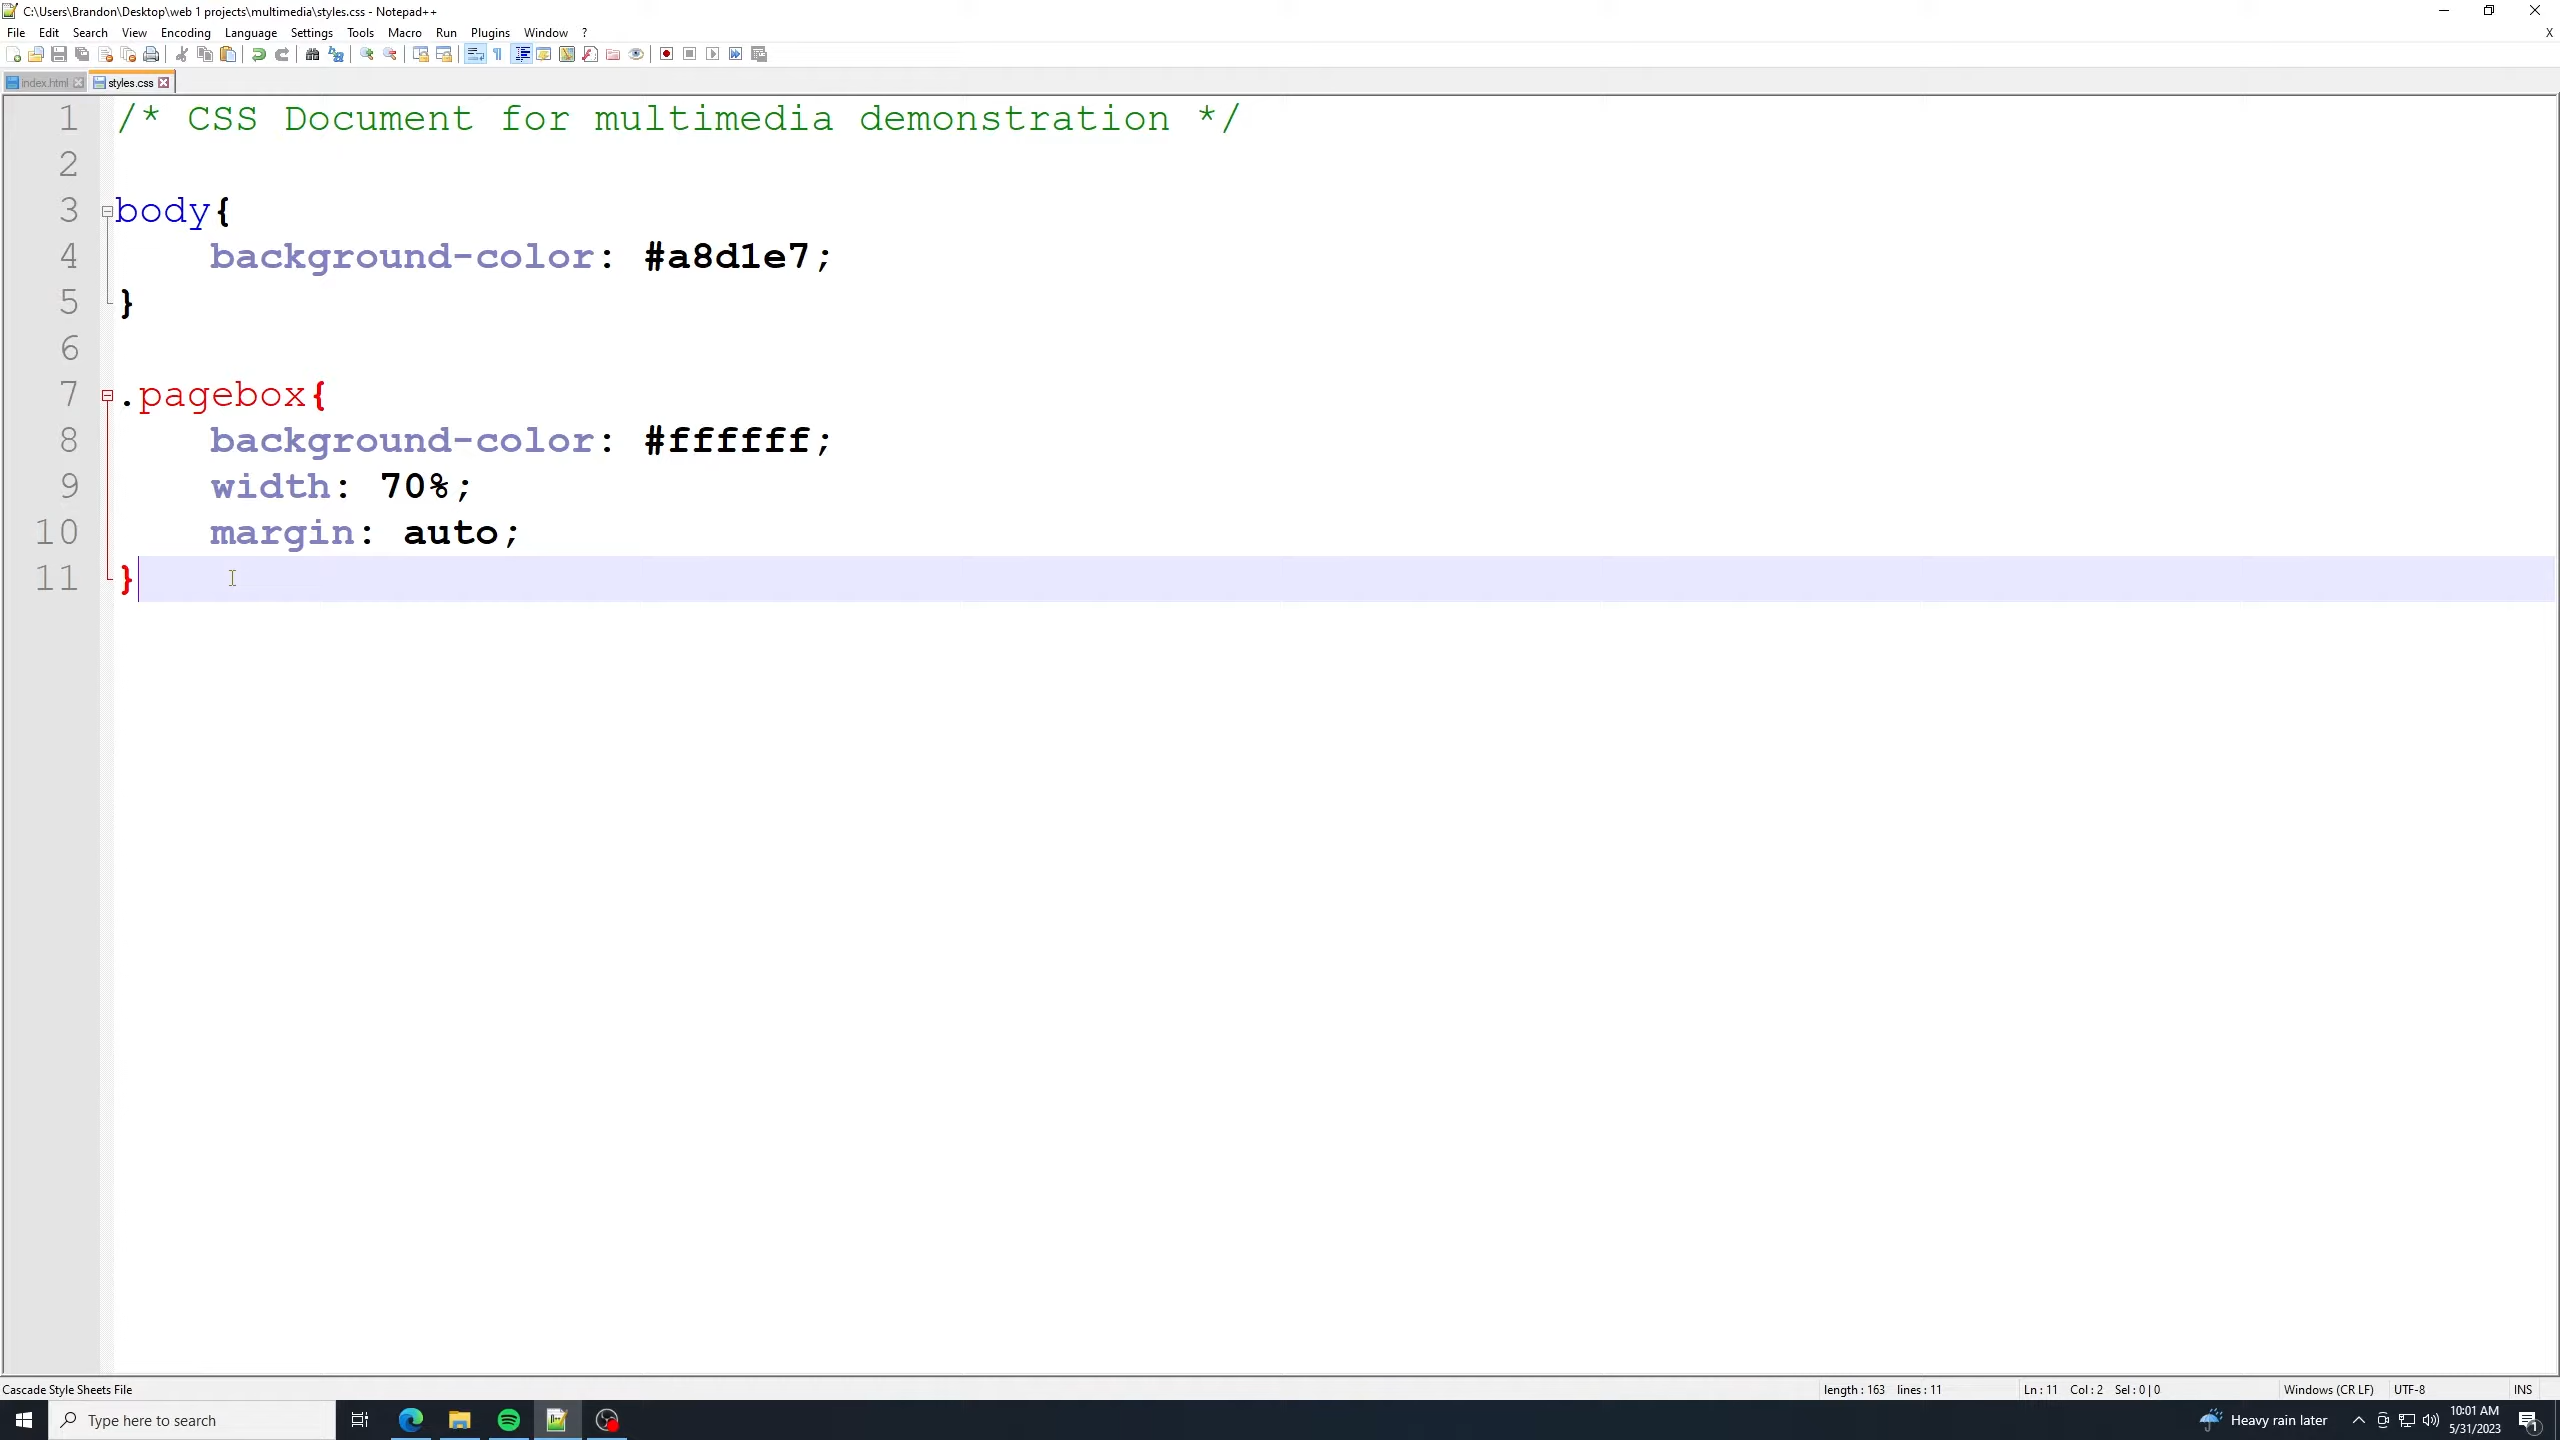 C:\Users\Brandon\Desktop\web 1 projects\multimedia\styles.css - Notepad++
File Edit Search View Encoding Language Settings Tools Macro Run Plugins Window ? X
index.html styles.css
1 /* CSS Document for multimedia demonstration */
2
3 body{
4 background-color: #a8d1e7;
5 }
6
7 .pagebox{
8 background-color: #ffffff;
9 width: 70%;
10 margin: auto;
11 }
Cascade Style Sheets File length : 163 lines : 11 Ln : 11 Col : 2 Sel : 0 | 0 Windows (CR LF) UTF-8 INS
Type here to search Heavy rain later 10:01 AM
5/31/2023 1